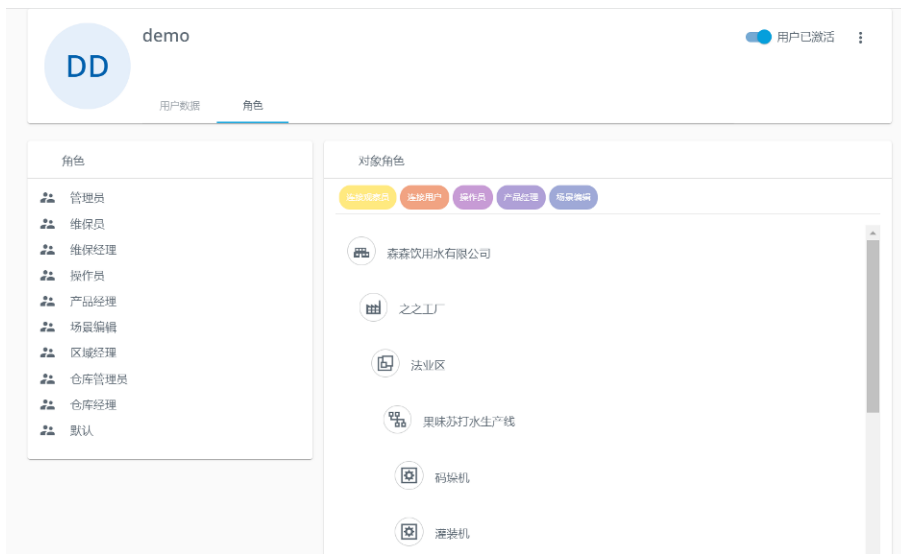 demo
DD
用户已激活
用户数据 角色
角色
管理员
维保员
维保经理
操作员
产品经理
场景编辑
区域经理
仓库管理员
仓库经理
默认
对象角色
连接用户 操作员 产品经理 场景编辑
森森饮用水有限公司
之之工厂
法业区
果味苏打水生产线
码垛机
灌装机